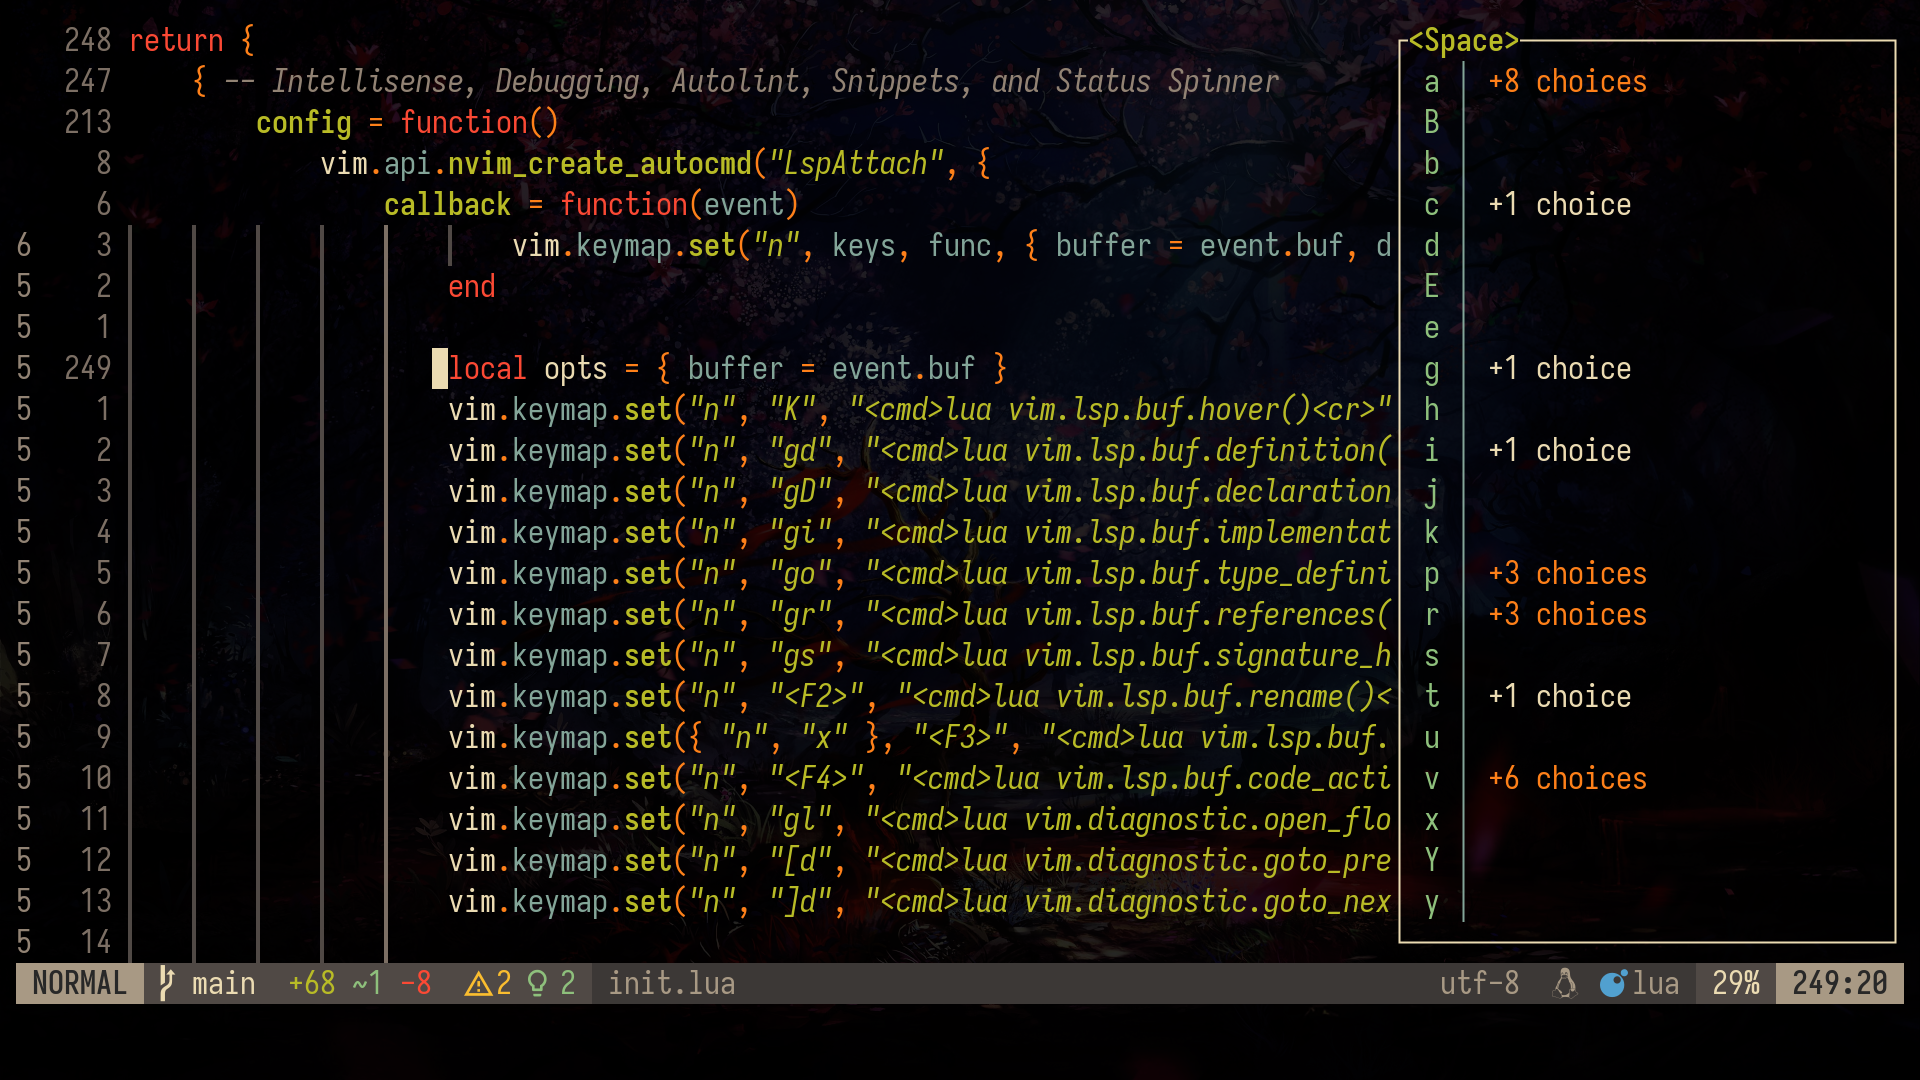 248 return {
247 { -- Intellisense, Debugging, Autolint, Snippets, and Status Spinner
213 config = function()
8 vim.api.nvim_create_autocmd("LspAttach", {
6 callback = function(event)
6 3 vim.keymap.set("n", keys, func, { buffer = event.buf, d
5 2 end
5 1
5 249 local opts = { buffer = event.buf }
5 1 vim.keymap.set("n", "K", "<cmd>lua vim.lsp.buf.hover()<cr>"
5 2 vim.keymap.set("n", "gd", "<cmd>lua vim.lsp.buf.definition(
5 3 vim.keymap.set("n", "gD", "<cmd>lua vim.lsp.buf.declaration
5 4 vim.keymap.set("n", "gi", "<cmd>lua vim.lsp.buf.implementat
5 5 vim.keymap.set("n", "go", "<cmd>lua vim.lsp.buf.type_defini
5 6 vim.keymap.set("n", "gr", "<cmd>lua vim.lsp.buf.references(
5 7 vim.keymap.set("n", "gs", "<cmd>lua vim.lsp.buf.signature_h
5 8 vim.keymap.set("n", "<F2>", "<cmd>lua vim.lsp.buf.rename()<
5 9 vim.keymap.set({ "n", "x" }, "<F3>", "<cmd>lua vim.lsp.buf.
5 10 vim.keymap.set("n", "<F4>", "<cmd>lua vim.lsp.buf.code_acti
5 11 vim.keymap.set("n", "gl", "<cmd>lua vim.diagnostic.open_flo
5 12 vim.keymap.set("n", "[d", "<cmd>lua vim.diagnostic.goto_pre
5 13 vim.keymap.set("n", "]d", "<cmd>lua vim.diagnostic.goto_nex
5 14
<Space>
a +8 choices
B
b
c +1 choice
d
E
e
g +1 choice
h
i +1 choice
j
k
p +3 choices
r +3 choices
s
t +1 choice
u
v +6 choices
x
Y
y
NORMAL main +68 ~1 -8 2 2 init.lua utf-8 lua 29% 249:20